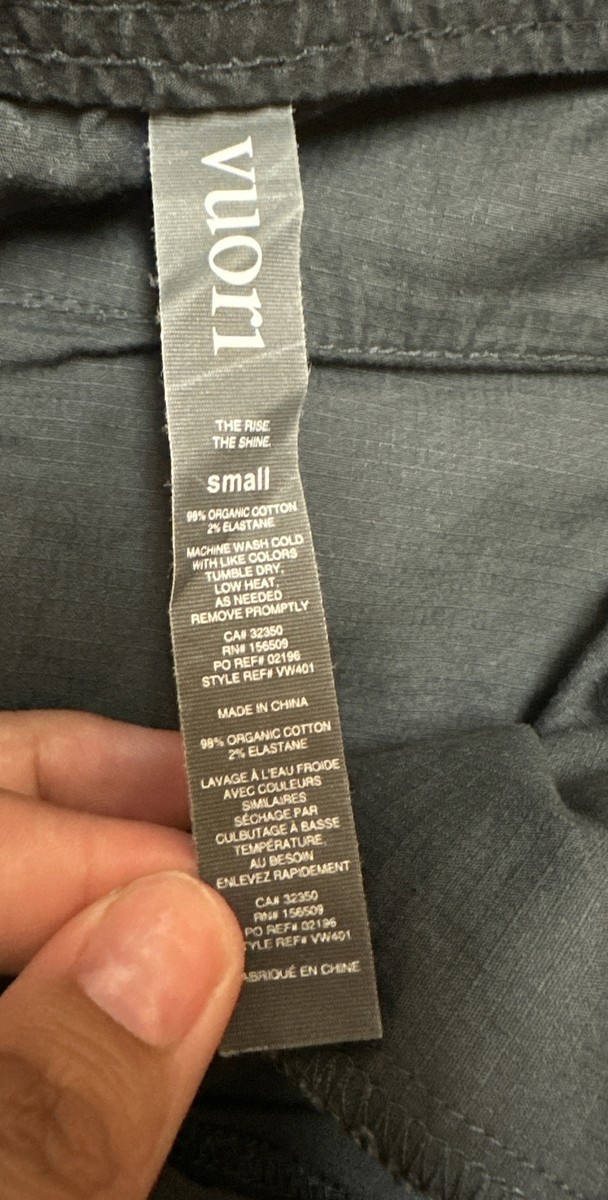 vuori
THE RISE.
THE SHINE.
small
98% ORGANIC COTTON
2% ELASTANE
MACHINE WASH COLD
WITH LIKE COLORS
TUMBLE DRY,
LOW HEAT,
AS NEEDED
REMOVE PROMPTLY
CA# 32350
RN# 156509
PO REF# 02196
STYLE REF# VW401
MADE IN CHINA
98% ORGANIC COTTON
2% ELASTANE
LAVAGE À L'EAU FROIDE
AVEC COULEURS
SIMILAIRES
SÉCHAGE PAR
CULBUTAGE À BASSE
TEMPÉRATURE,
AU BESOIN
ENLEVEZ RAPIDEMENT
CA# 32350
RN# 156509
PO REF# 02196
TYLE REF# VW401
ABRIQUÉ EN CHINE